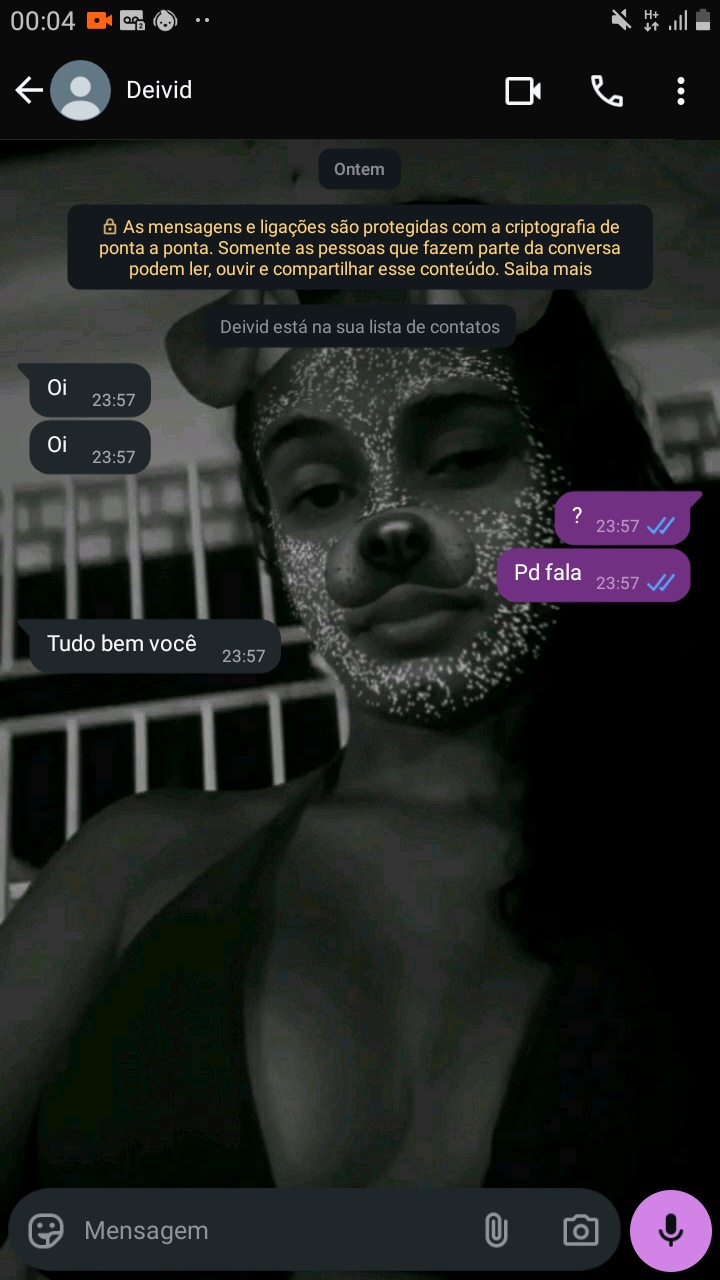 00:04
H+
Deivid
Ontem
As mensagens e ligações são protegidas com a criptografia de
ponta a ponta. Somente as pessoas que fazem parte da conversa
podem ler, ouvir e compartilhar esse conteúdo. Saiba mais
Deivid está na sua lista de contatos
Oi 23:57
Oi 23:57
? 23:57
Pd fala 23:57
Tudo bem você 23:57
Mensagem